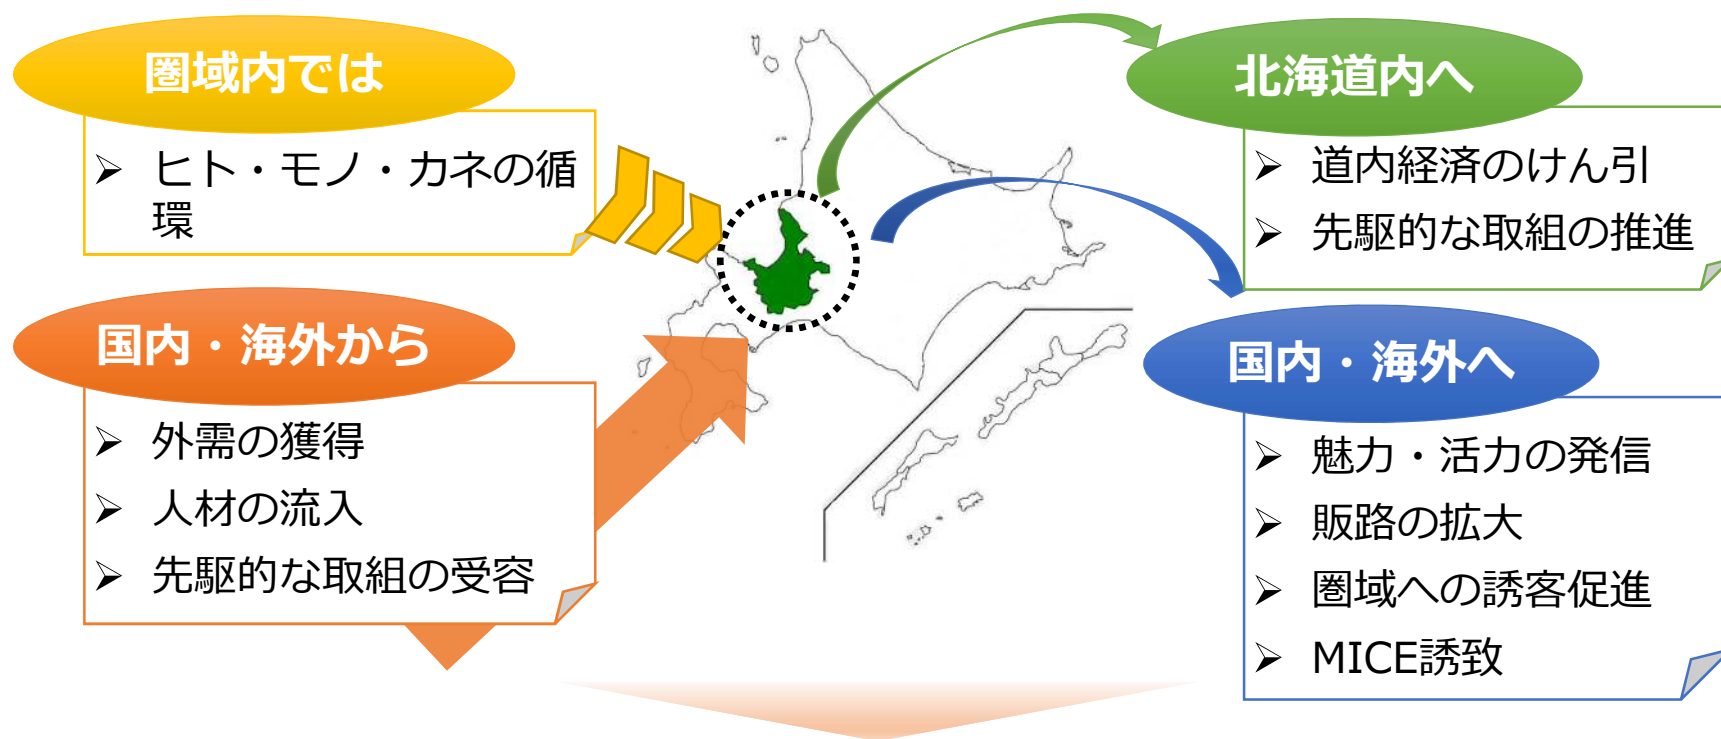 圏域内では
➢ ヒト・モノ・カネの循
環
国内・海外から
➢ 外需の獲得
➢ 人材の流入
➢ 先駆的な取組の受容
北海道内へ
➢ 道内経済のけん引
➢ 先駆的な取組の推進
国内・海外へ
➢ 魅力・活力の発信
➢ 販路の拡大
➢ 圏域への誘客促進
➢ MICE誘致